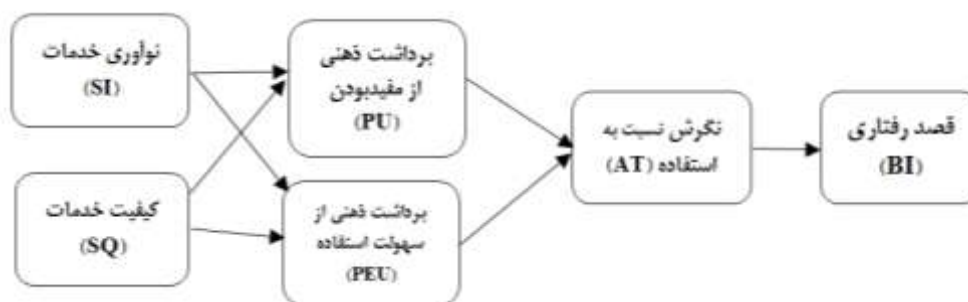 نوآوری خدمات
(SI)
کیفیت خدمات
(SQ)
برداشت ذهنی
از مفیدبودن
(PU)
برداشت ذهنی از
سهولت استفاده
(PEU)
نگرش نسبت به
استفاده (AT)
قصد رفتاری
(BI)